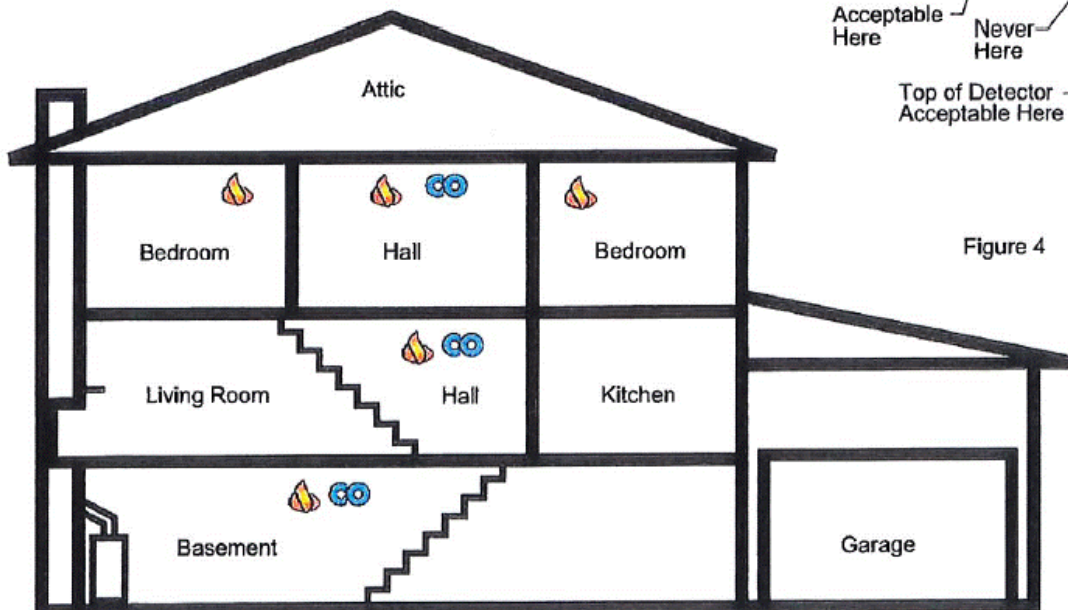 Acceptable
Here
Never
Here
Top of Detector
Acceptable Here
Attic
Bedroom
Hall
CO
Bedroom
Figure 4
Living Room
Hall
CO
Kitchen
Basement
CO
Garage